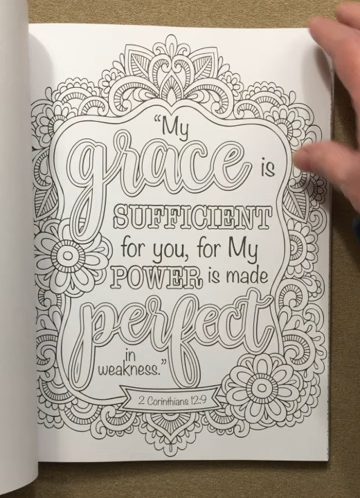 "My
grace is
SUFFICIENT
for you, for My
POWER is made
perfect
in
weakness."
2 Corinthians 12:9